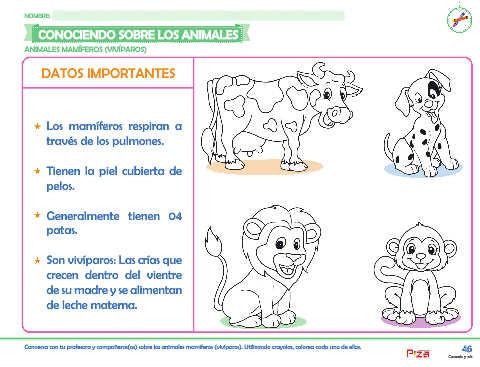 NOMBRE:
CONOCIENDO SOBRE LOS ANIMALES
ANIMALES MAMÍFEROS (VIVÍPAROS)
DATOS IMPORTANTES
Los mamíferos respiran a
través de los pulmones.
Tienen la piel cubierta de
pelos.
Generalmente tienen 04
patas.
Son vivíparos: Las crías que
crecen dentro del vientre
de su madre y se alimentan
de leche materna.
Conversa con tu profesora y compañeros(as) sobre los animales mamíferos (vivíparos). Utilizando crayolas, colorea cada uno de ellos.
46